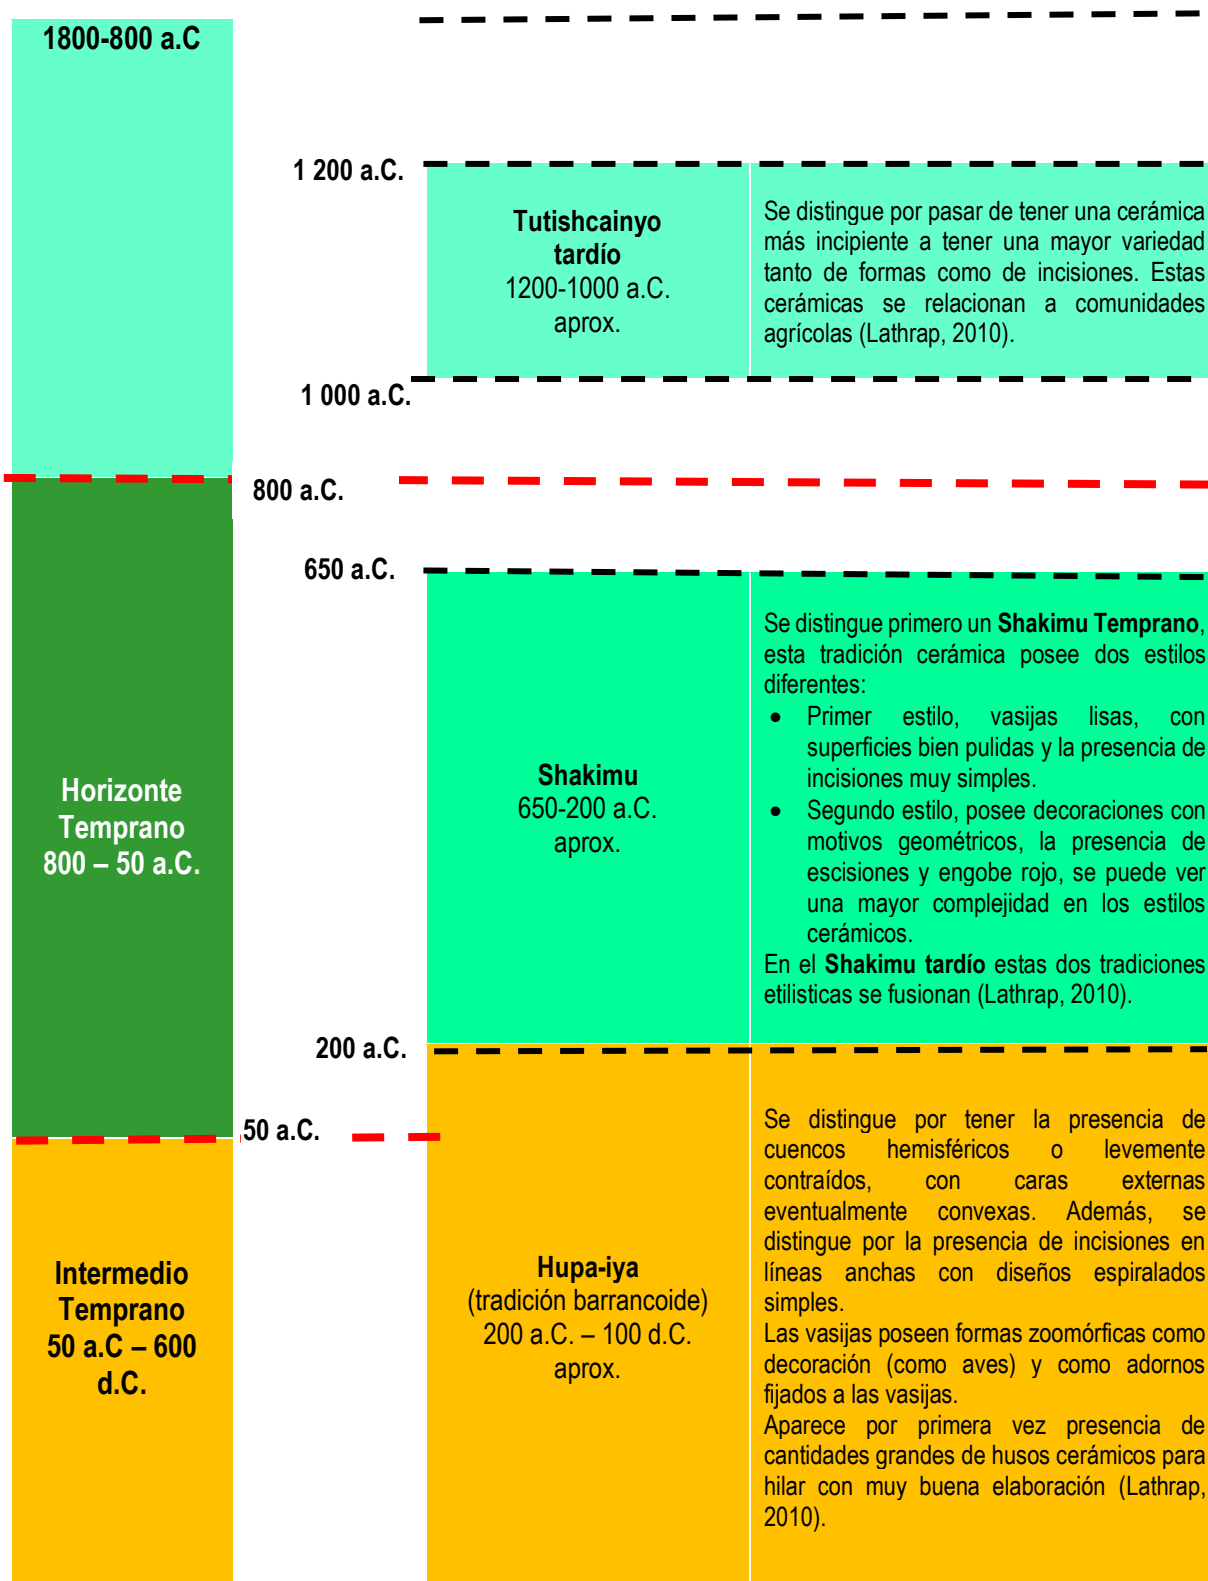 1800-800 a.C
1 200 a.C.
Tutishcainyo
tardío
1200-1000 a.C.
aprox.
Se distingue por pasar de tener una cerámica
más incipiente a tener una mayor variedad
tanto de formas como de incisiones. Estas
cerámicas se relacionan a comunidades
agrícolas (Lathrap, 2010).
1 000 a.C.
800 a.C.
650 a.C.
Horizonte
Temprano
800 – 50 a.C.
Shakimu
650-200 a.C.
aprox.
Se distingue primero un Shakimu Temprano,
esta tradición cerámica posee dos estilos
diferentes:
• Primer estilo, vasijas lisas, con
superficies bien pulidas y la presencia de
incisiones muy simples.
• Segundo estilo, posee decoraciones con
motivos geométricos, la presencia de
escisiones y engobe rojo, se puede ver
una mayor complejidad en los estilos
cerámicos.
En el Shakimu tardío estas dos tradiciones
etilisticas se fusionan (Lathrap, 2010).
200 a.C.
50 a.C.
Intermedio
Temprano
50 a.C – 600
d.C.
Hupa-iya
(tradición barrancoide)
200 a.C. – 100 d.C.
aprox.
Se distingue por tener la presencia de
cuencos hemisféricos o levemente
contraídos, con caras externas
eventualmente convexas. Además, se
distingue por la presencia de incisiones en
líneas anchas con diseños espiralados
simples.
Las vasijas poseen formas zoomórficas como
decoración (como aves) y como adornos
fijados a las vasijas.
Aparece por primera vez presencia de
cantidades grandes de husos cerámicos para
hilar con muy buena elaboración (Lathrap,
2010).